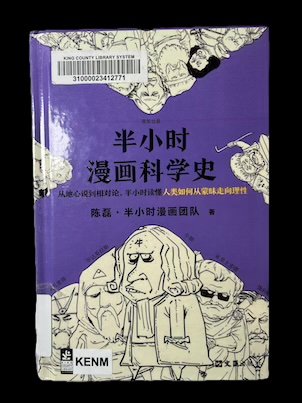 KING COUNTY LIBRARY SYSTEM
31000023412771
半小时
漫画科学史
从地心说到相对论，半小时读懂人类如何从蒙昧走向理性
陈磊·半小时漫画团队 著
KENM